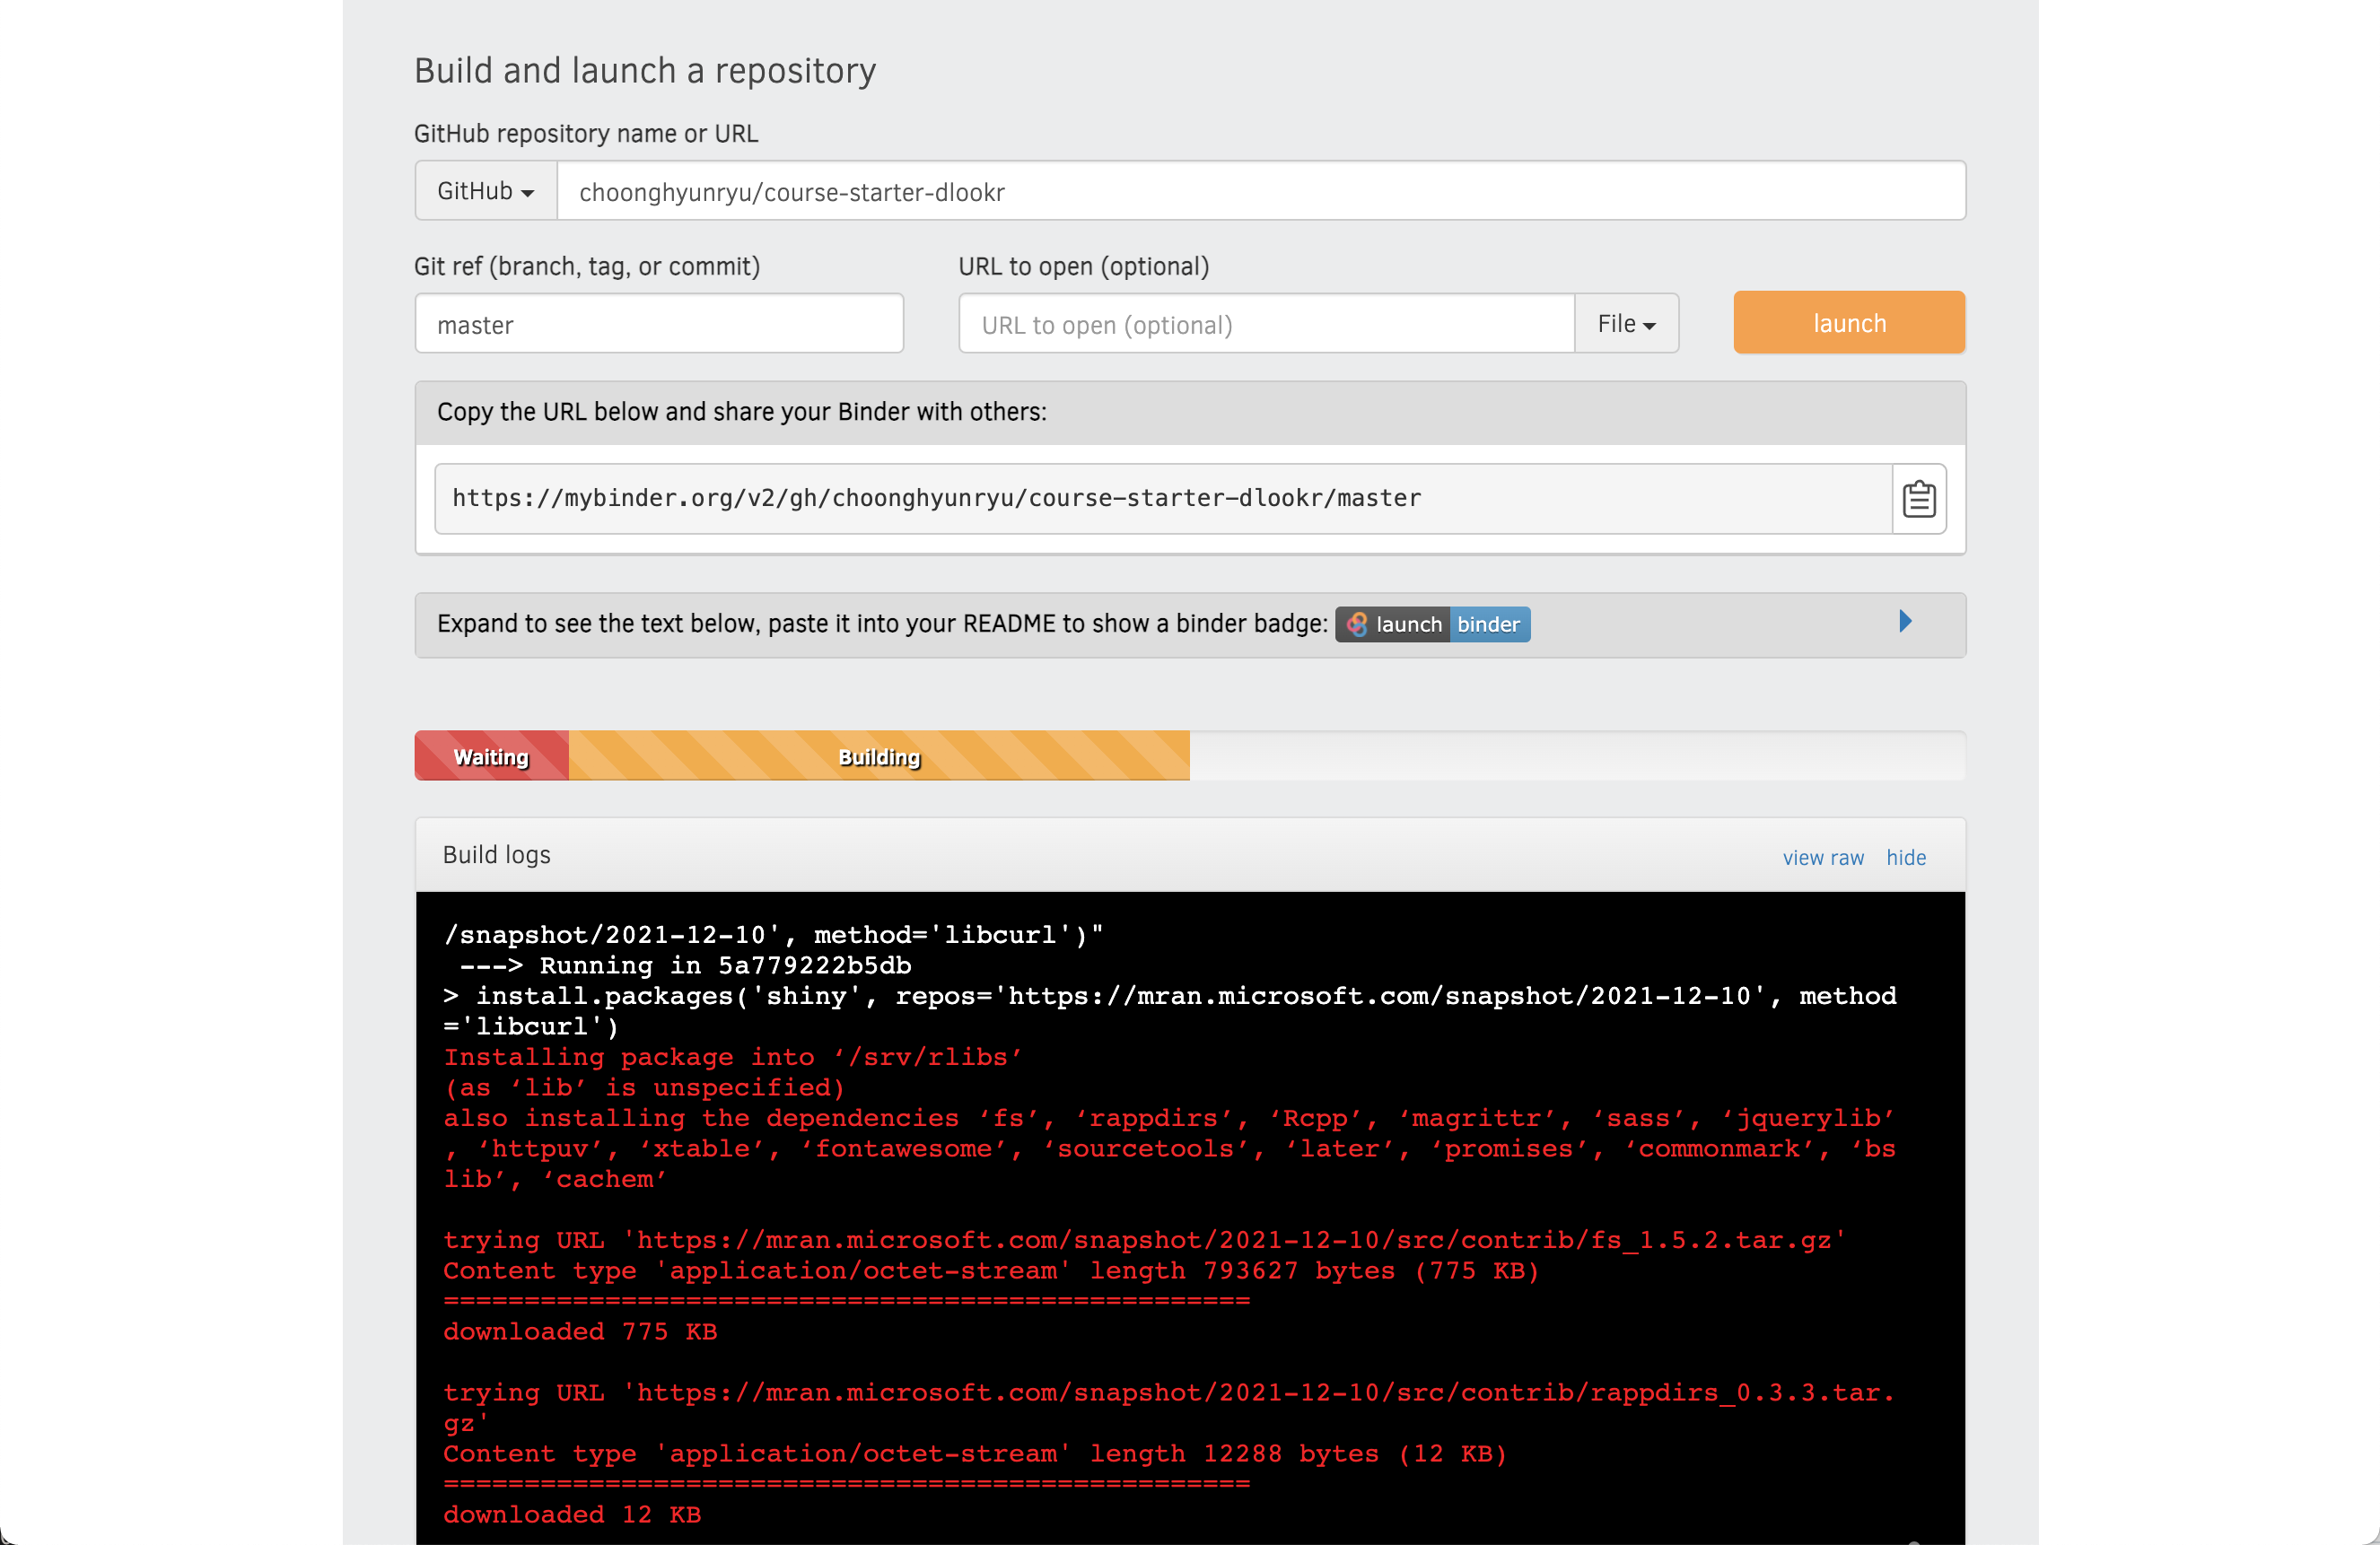 Build and launch a repository
GitHub repository name or URL
GitHub choonghyunryu/course-starter-dlookr
Git ref (branch, tag, or commit) URL to open (optional)
master URL to open (optional) File launch
Copy the URL below and share your Binder with others:
https://mybinder.org/v2/gh/choonghyunryu/course-starter-dlookr/master
Expand to see the text below, paste it into your README to show a binder badge: launch binder
Waiting Building
Build logs view raw hide
/snapshot/2021-12-10', method='libcurl')"
---> Running in 5a779222b5db
> install.packages('shiny', repos='https://mran.microsoft.com/snapshot/2021-12-10', method
='libcurl')
Installing package into ‘/srv/rlibs’
(as ‘lib’ is unspecified)
also installing the dependencies ‘fs’, ‘rappdirs’, ‘Rcpp’, ‘magrittr’, ‘sass’, ‘jquerylib’
, ‘httpuv’, ‘xtable’, ‘fontawesome’, ‘sourcetools’, ‘later’, ‘promises’, ‘commonmark’, ‘bs
lib’, ‘cachem’
trying URL 'https://mran.microsoft.com/snapshot/2021-12-10/src/contrib/fs_1.5.2.tar.gz'
Content type 'application/octet-stream' length 793627 bytes (775 KB)
==================================================
downloaded 775 KB
trying URL 'https://mran.microsoft.com/snapshot/2021-12-10/src/contrib/rappdirs_0.3.3.tar.
gz'
Content type 'application/octet-stream' length 12288 bytes (12 KB)
==================================================
downloaded 12 KB